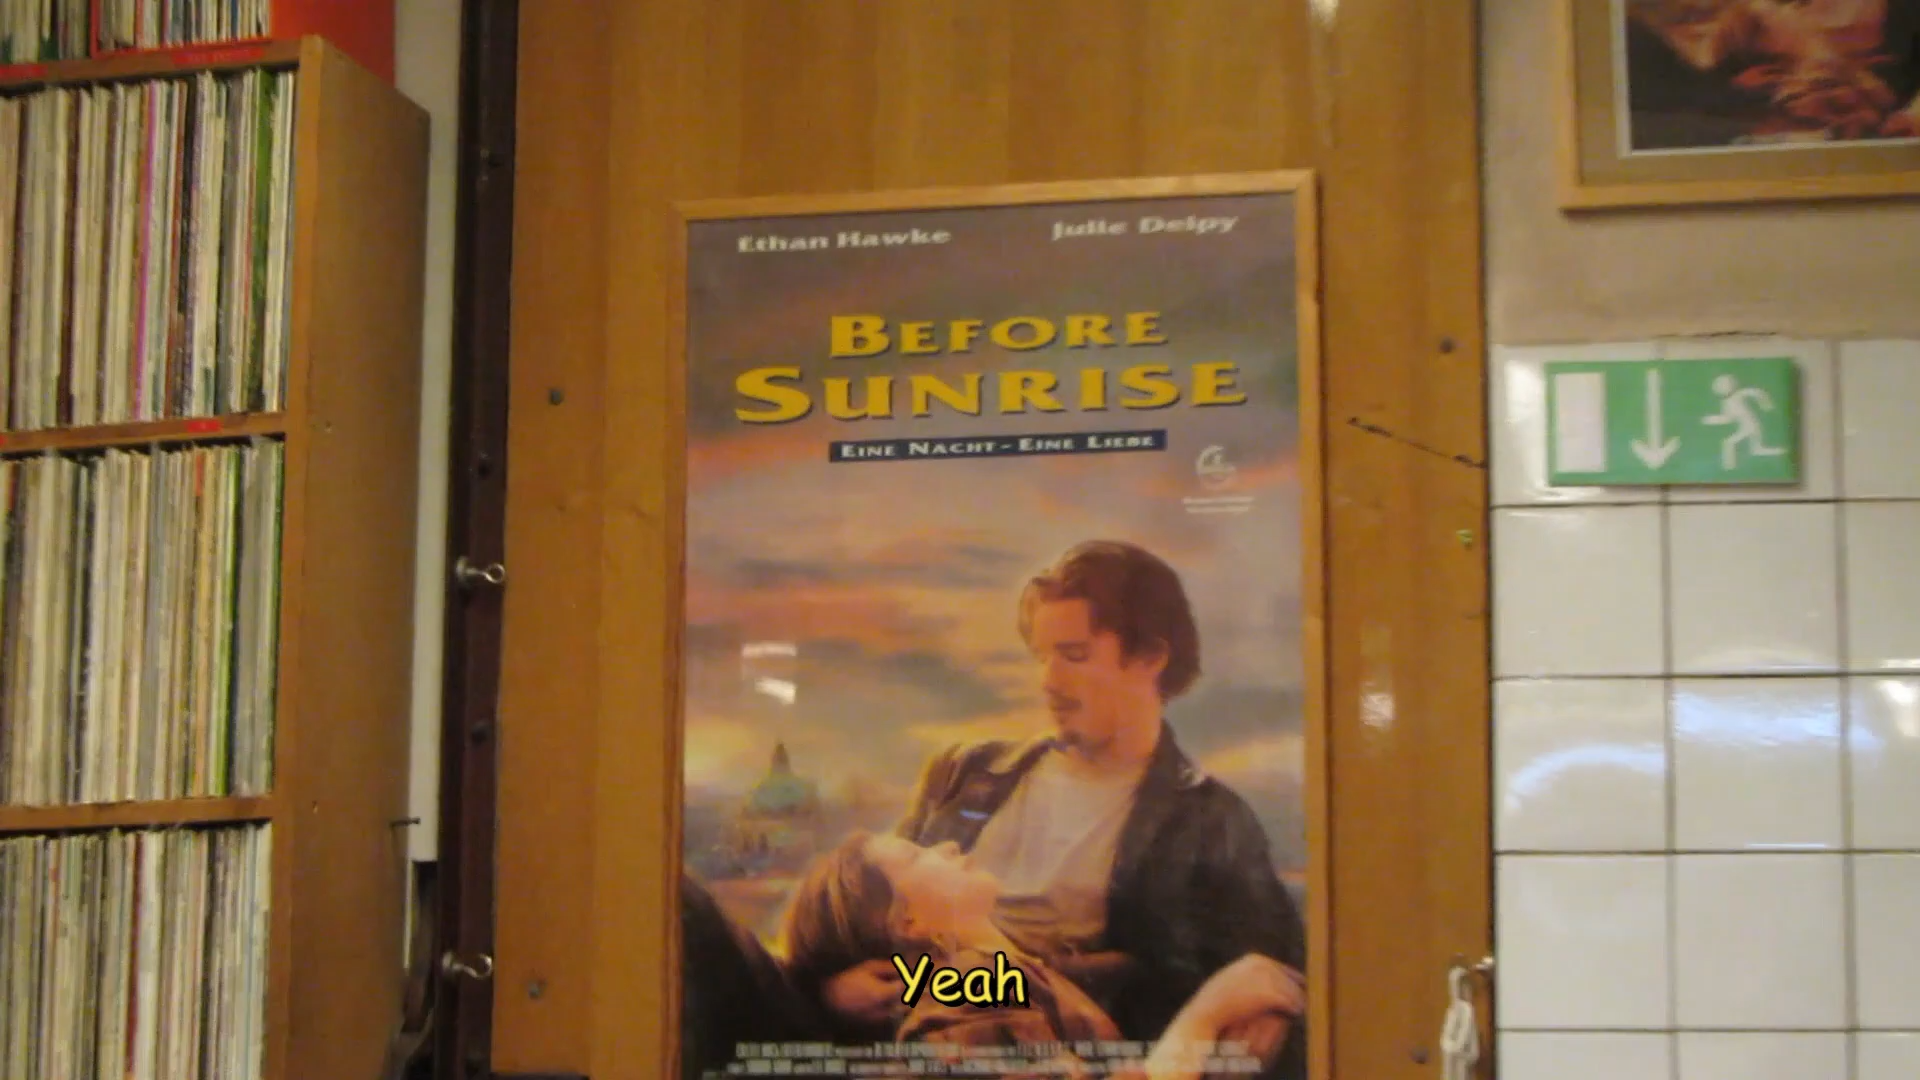 Ethan Hawke Julie Delpy
BEFORE
SUNRISE
EINE NACHT - EINE LIEBE
Yeah